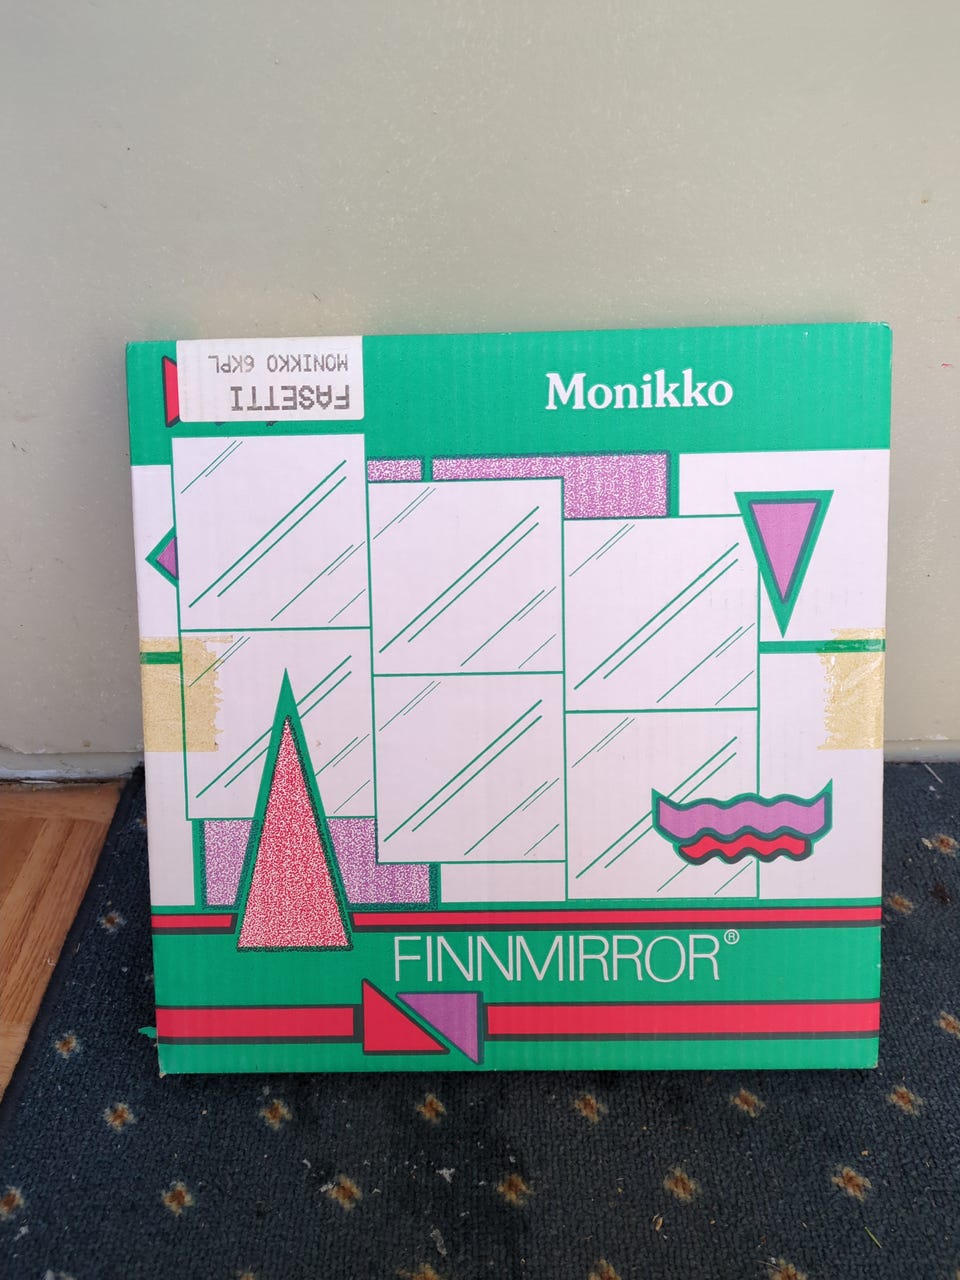 FASETTI
MONIKKO 6KPL
Monikko
FINNMIRROR®